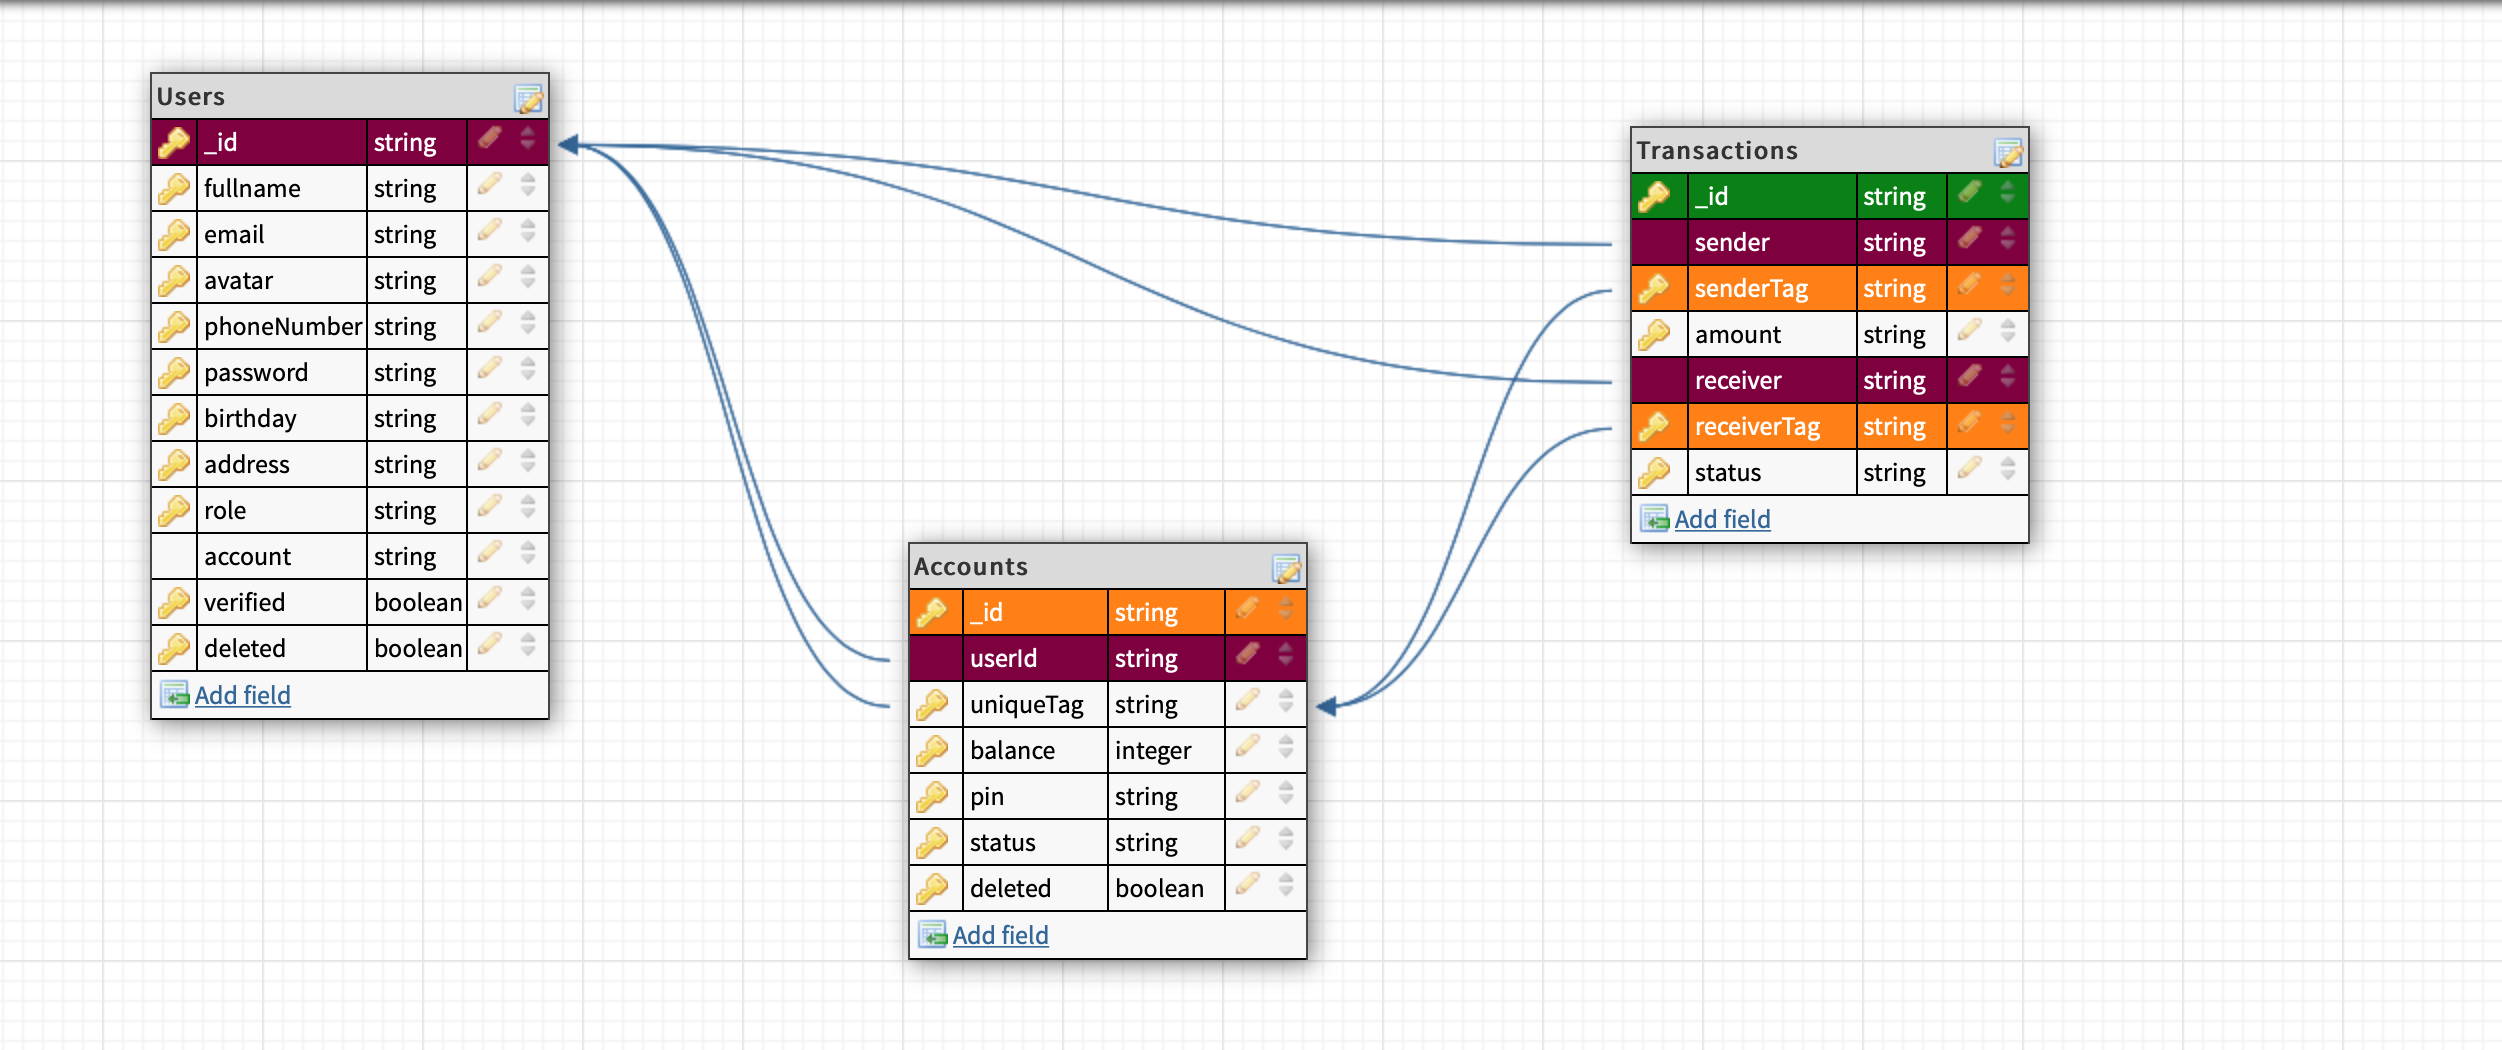 Users
_id string
fullname string
email string
avatar string
phoneNumber string
password string
birthday string
address string
role string
account string
verified boolean
deleted boolean
Add field
Accounts
_id string
userId string
uniqueTag string
balance integer
pin string
status string
deleted boolean
Add field
Transactions
_id string
sender string
senderTag string
amount string
receiver string
receiverTag string
status string
Add field